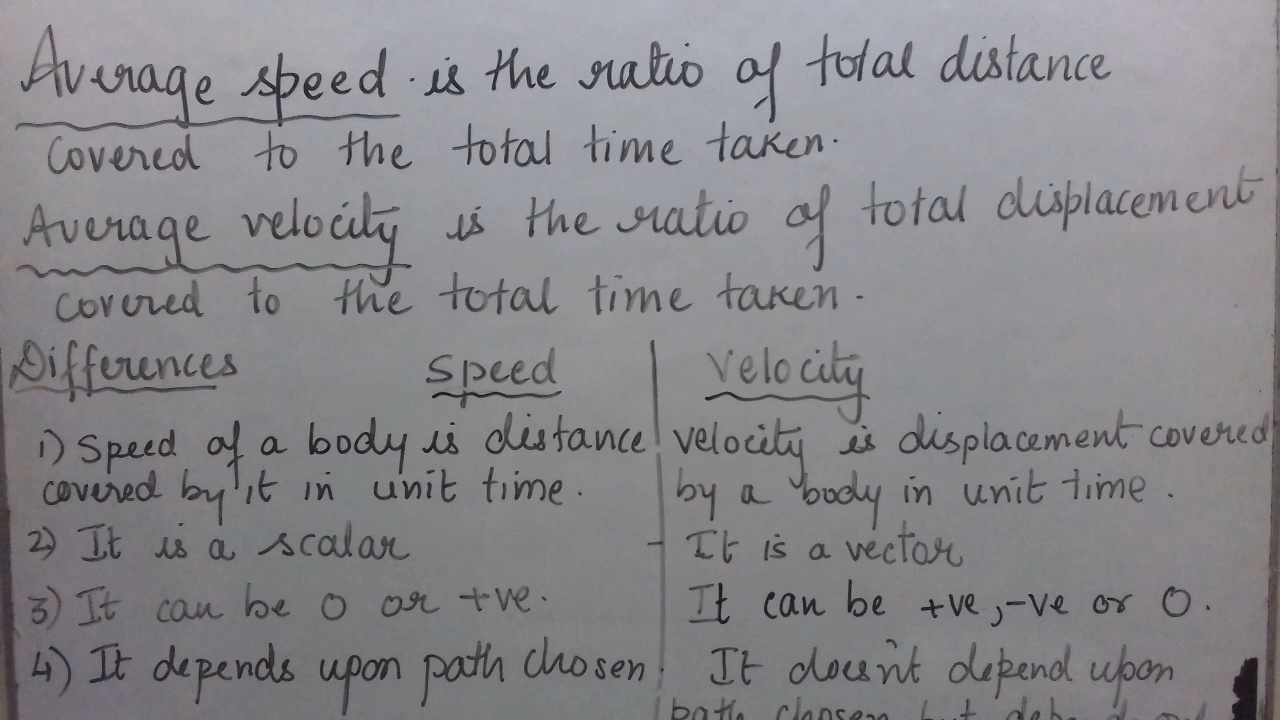 Average speed is the ratio of total distance
covered to the total time taken.
Average velocity is the ratio of total displacement
covered to the total time taken.
Differences Speed Velocity
1) Speed of a body is distance velocity is displacement covered
covered by it in unit time. by a body in unit time.
2) It is a scalar It is a vector
3) It can be 0 or +ve. It can be +ve, -ve or 0.
4) It depends upon path chosen. It doesn't depend upon
path chosen but